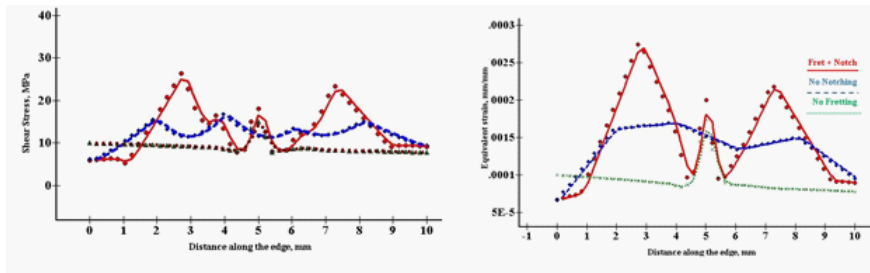 40
30
20
10
0
Shear Stress, MPa
0 1 2 3 4 5 6 7 8 9 10
Distance along the edge, mm
.0003
.0025
.0002
.0015
.0001
5E-5
Equivalent strain, mm/mm
-1 0 1 2 3 4 5 6 7 8 9 10
Distance along the edge, mm
Fret + Notch
No Notching
No Fretting